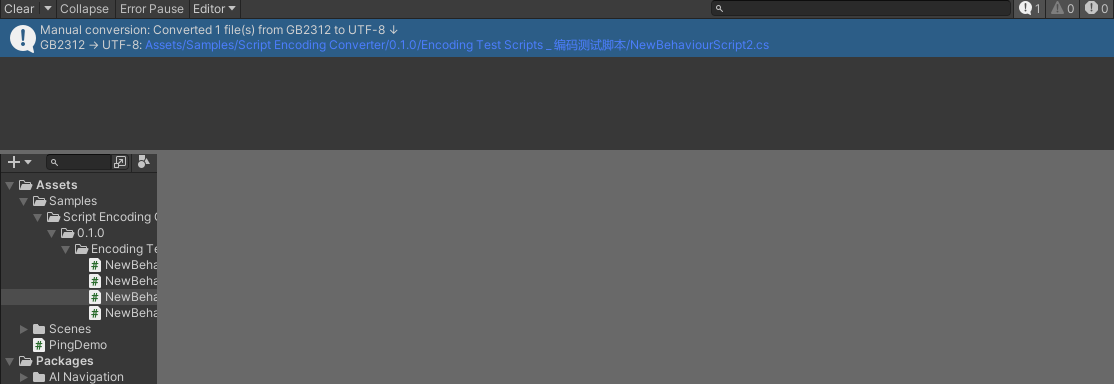 Clear Collapse Error Pause Editor 1 0 0
Manual conversion: Converted 1 file(s) from GB2312 to UTF-8 ↓
GB2312 → UTF-8: Assets/Samples/Script Encoding Converter/0.1.0/Encoding Test Scripts _ 编码测试脚本/NewBehaviourScript2.cs
Assets
Samples
Script Encoding
0.1.0
Encoding Te
NewBeha
NewBeha
NewBeha
NewBeha
Scenes
PingDemo
Packages
AI Navigation